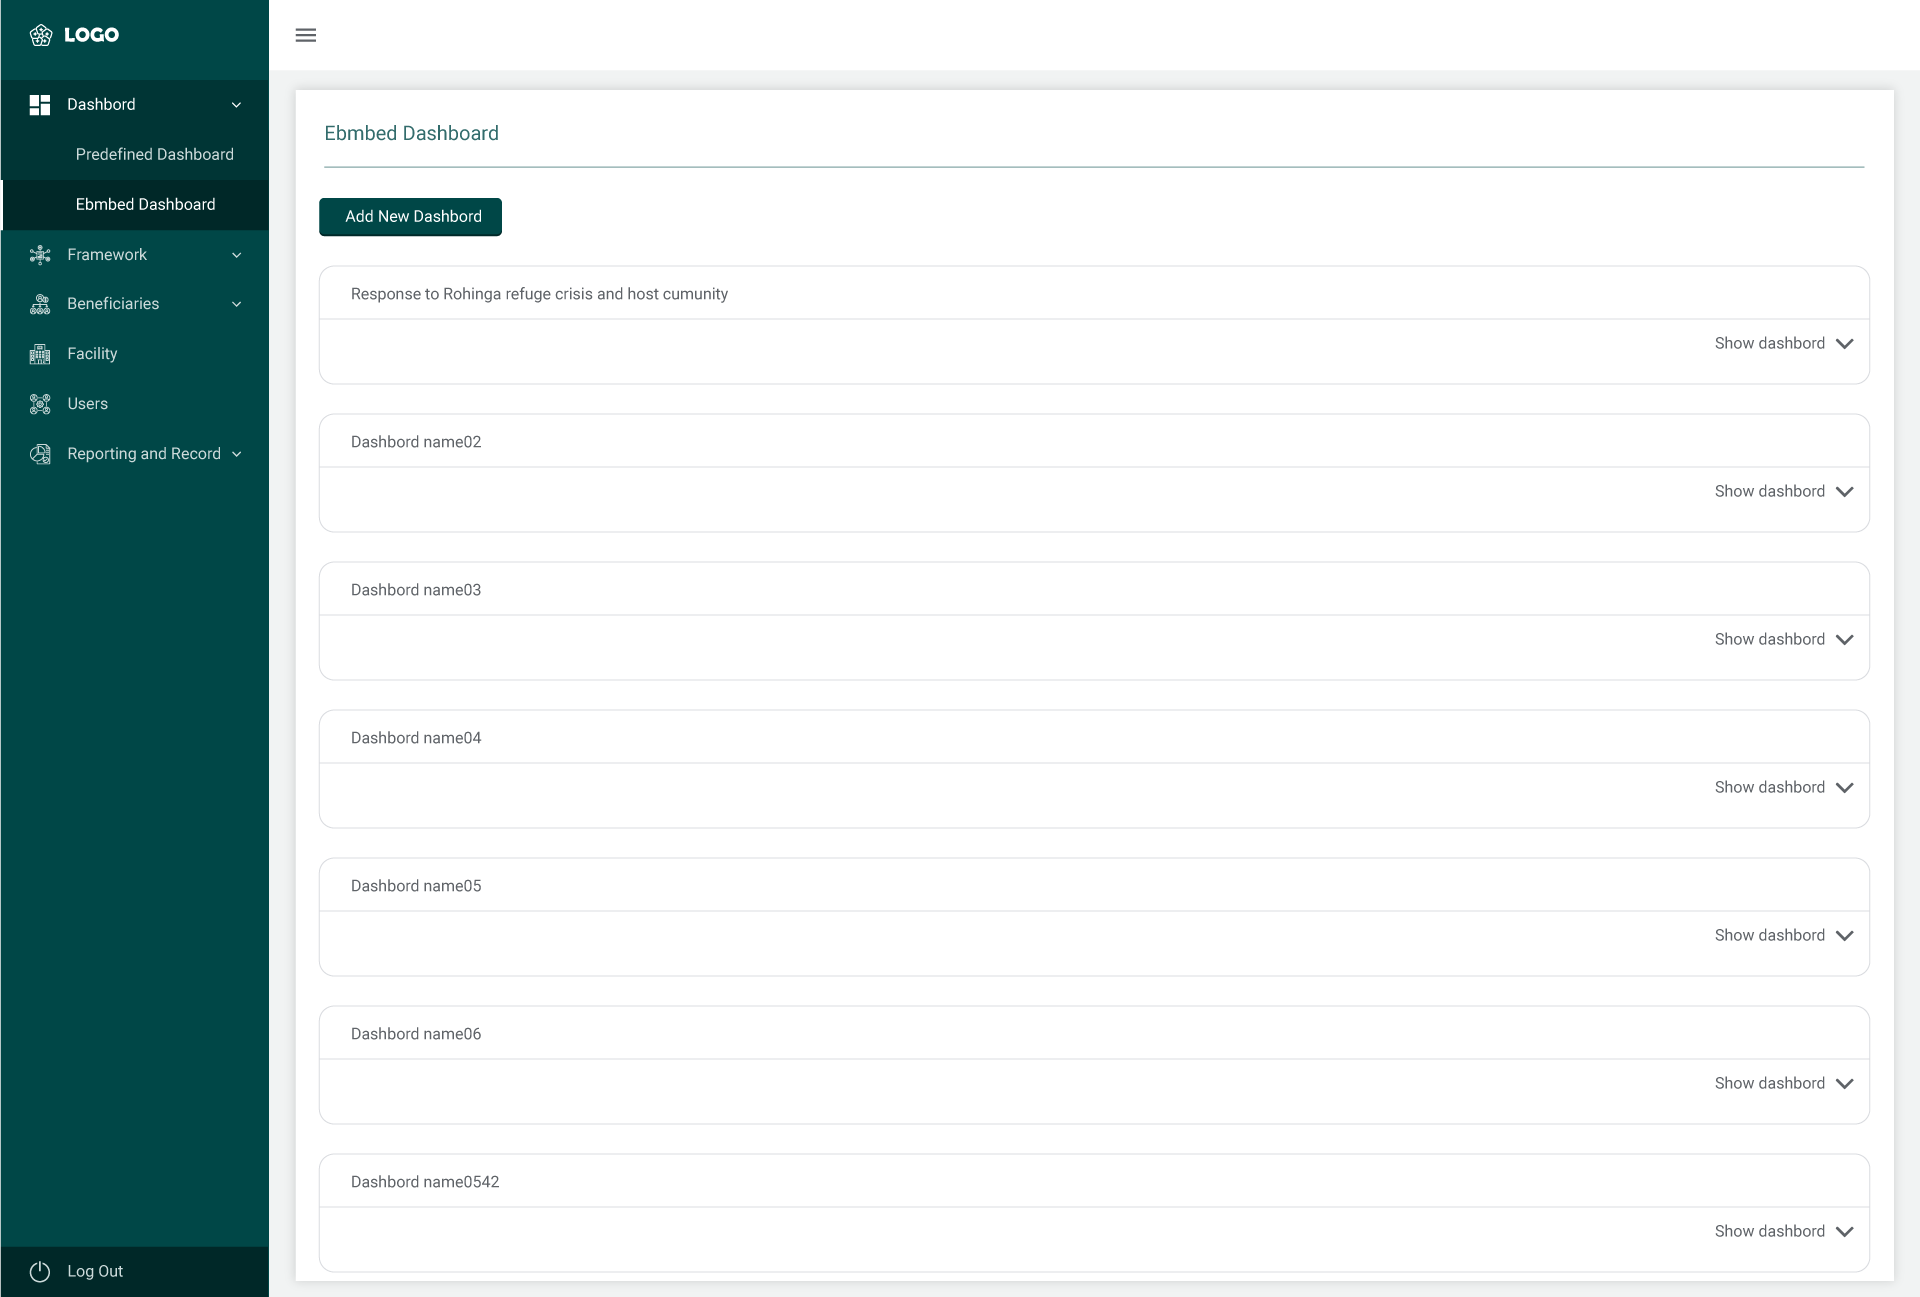 LOGO
Dashbord
Predefined Dashboard
Ebmbed Dashboard
Framework
Beneficiaries
Facility
Users
Reporting and Record
Log Out
Ebmbed Dashboard
Add New Dashbord
Response to Rohinga refuge crisis and host cumunity
Show dashbord
Dashbord name02
Show dashbord
Dashbord name03
Show dashbord
Dashbord name04
Show dashbord
Dashbord name05
Show dashbord
Dashbord name06
Show dashbord
Dashbord name0542
Show dashbord